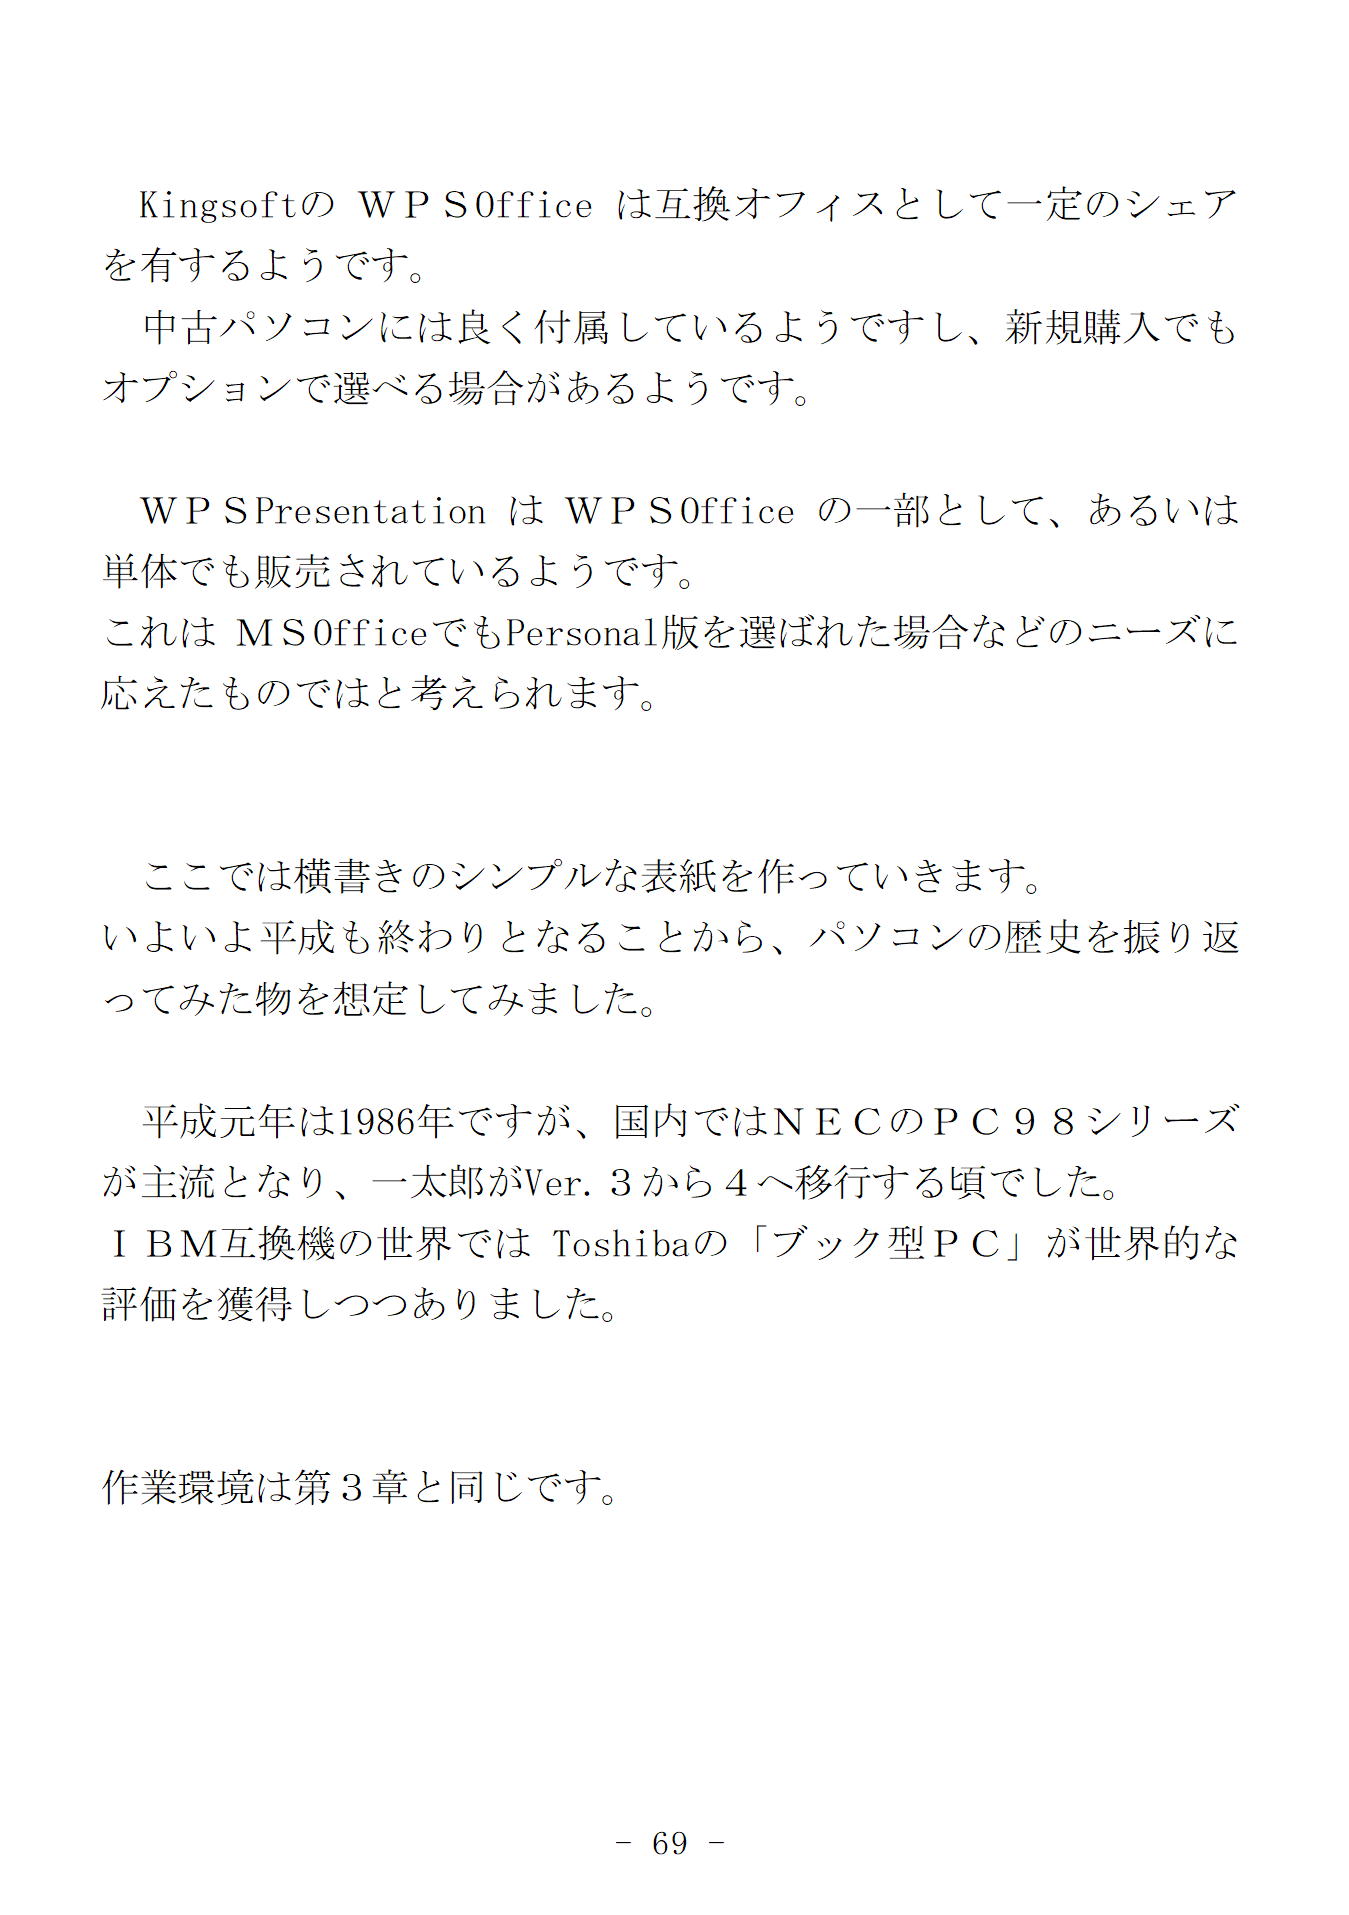 Kingsoftの ＷＰＳOffice は互換オフィスとして一定のシェア
を有するようです。
　中古パソコンには良く付属しているようですし、新規購入でも
オプションで選べる場合があるようです。
　ＷＰＳPresentation は ＷＰＳOffice の一部として、あるいは
単体でも販売されているようです。
これは ＭＳOfficeでもPersonal版を選ばれた場合などのニーズに
応えたものではと考えられます。
　ここでは横書きのシンプルな表紙を作っていきます。
いよいよ平成も終わりとなることから、パソコンの歴史を振り返
ってみた物を想定してみました。
　平成元年は1986年ですが、国内ではＮＥＣのＰＣ９８シリーズ
が主流となり、一太郎がVer.３から４へ移行する頃でした。
ＩＢＭ互換機の世界では Toshibaの「ブック型ＰＣ」が世界的な
評価を獲得しつつありました。
作業環境は第３章と同じです。
- 69 -